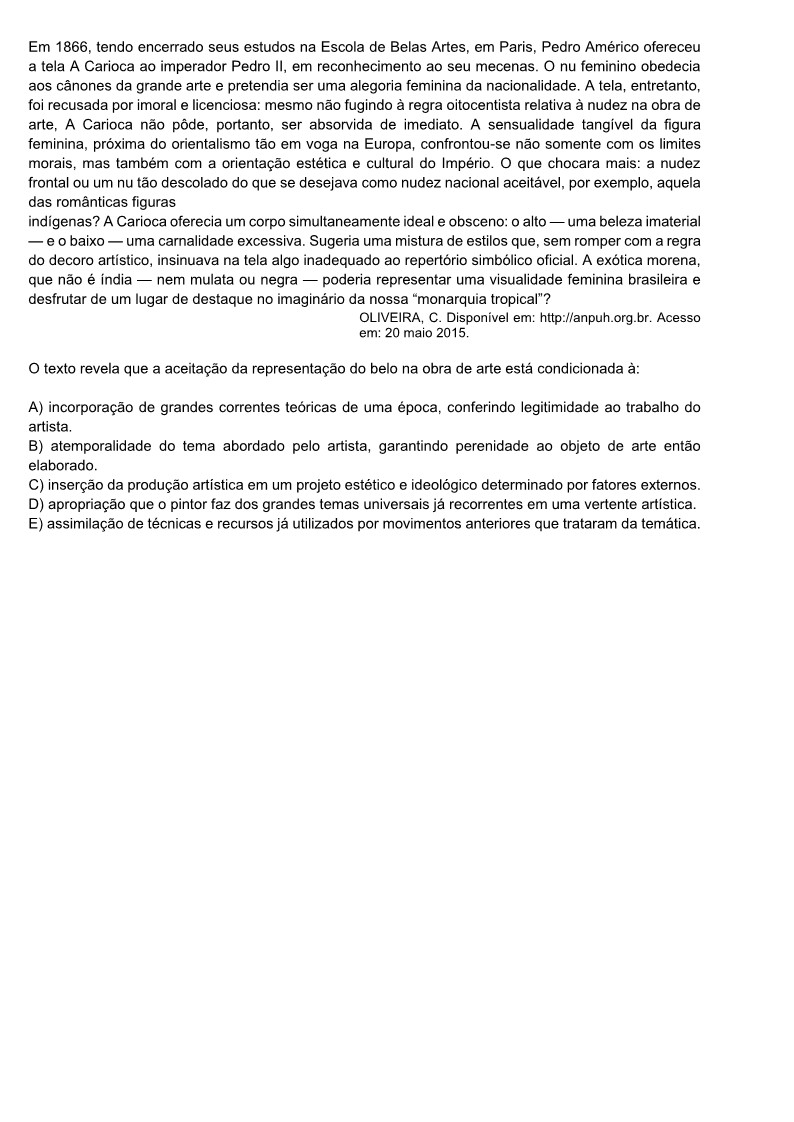 Em 1866, tendo encerrado seus estudos na Escola de Belas Artes, em Paris, Pedro Américo ofereceu
a tela A Carioca ao imperador Pedro II, em reconhecimento ao seu mecenas. O nu feminino obedecia
aos cânones da grande arte e pretendia ser uma alegoria feminina da nacionalidade. A tela, entretanto,
foi recusada por imoral e licenciosa: mesmo não fugindo à regra oitocentista relativa à nudez na obra de
arte, A Carioca não pôde, portanto, ser absorvida de imediato. A sensualidade tangível da figura
feminina, próxima do orientalismo tão em voga na Europa, confrontou-se não somente com os limites
morais, mas também com a orientação estética e cultural do Império. O que chocara mais: a nudez
frontal ou um nu tão descolado do que se desejava como nudez nacional aceitável, por exemplo, aquela
das românticas figuras
indígenas? A Carioca oferecia um corpo simultaneamente ideal e obsceno: o alto — uma beleza imaterial
— e o baixo — uma carnalidade excessiva. Sugeria uma mistura de estilos que, sem romper com a regra
do decoro artístico, insinuava na tela algo inadequado ao repertório simbólico oficial. A exótica morena,
que não é índia — nem mulata ou negra — poderia representar uma visualidade feminina brasileira e
desfrutar de um lugar de destaque no imaginário da nossa “monarquia tropical”?
OLIVEIRA, C. Disponível em: http://anpuh.org.br. Acesso
em: 20 maio 2015.
O texto revela que a aceitação da representação do belo na obra de arte está condicionada à:
A) incorporação de grandes correntes teóricas de uma época, conferindo legitimidade ao trabalho do
artista.
B) atemporalidade do tema abordado pelo artista, garantindo perenidade ao objeto de arte então
elaborado.
C) inserção da produção artística em um projeto estético e ideológico determinado por fatores externos.
D) apropriação que o pintor faz dos grandes temas universais já recorrentes em uma vertente artística.
E) assimilação de técnicas e recursos já utilizados por movimentos anteriores que trataram da temática.